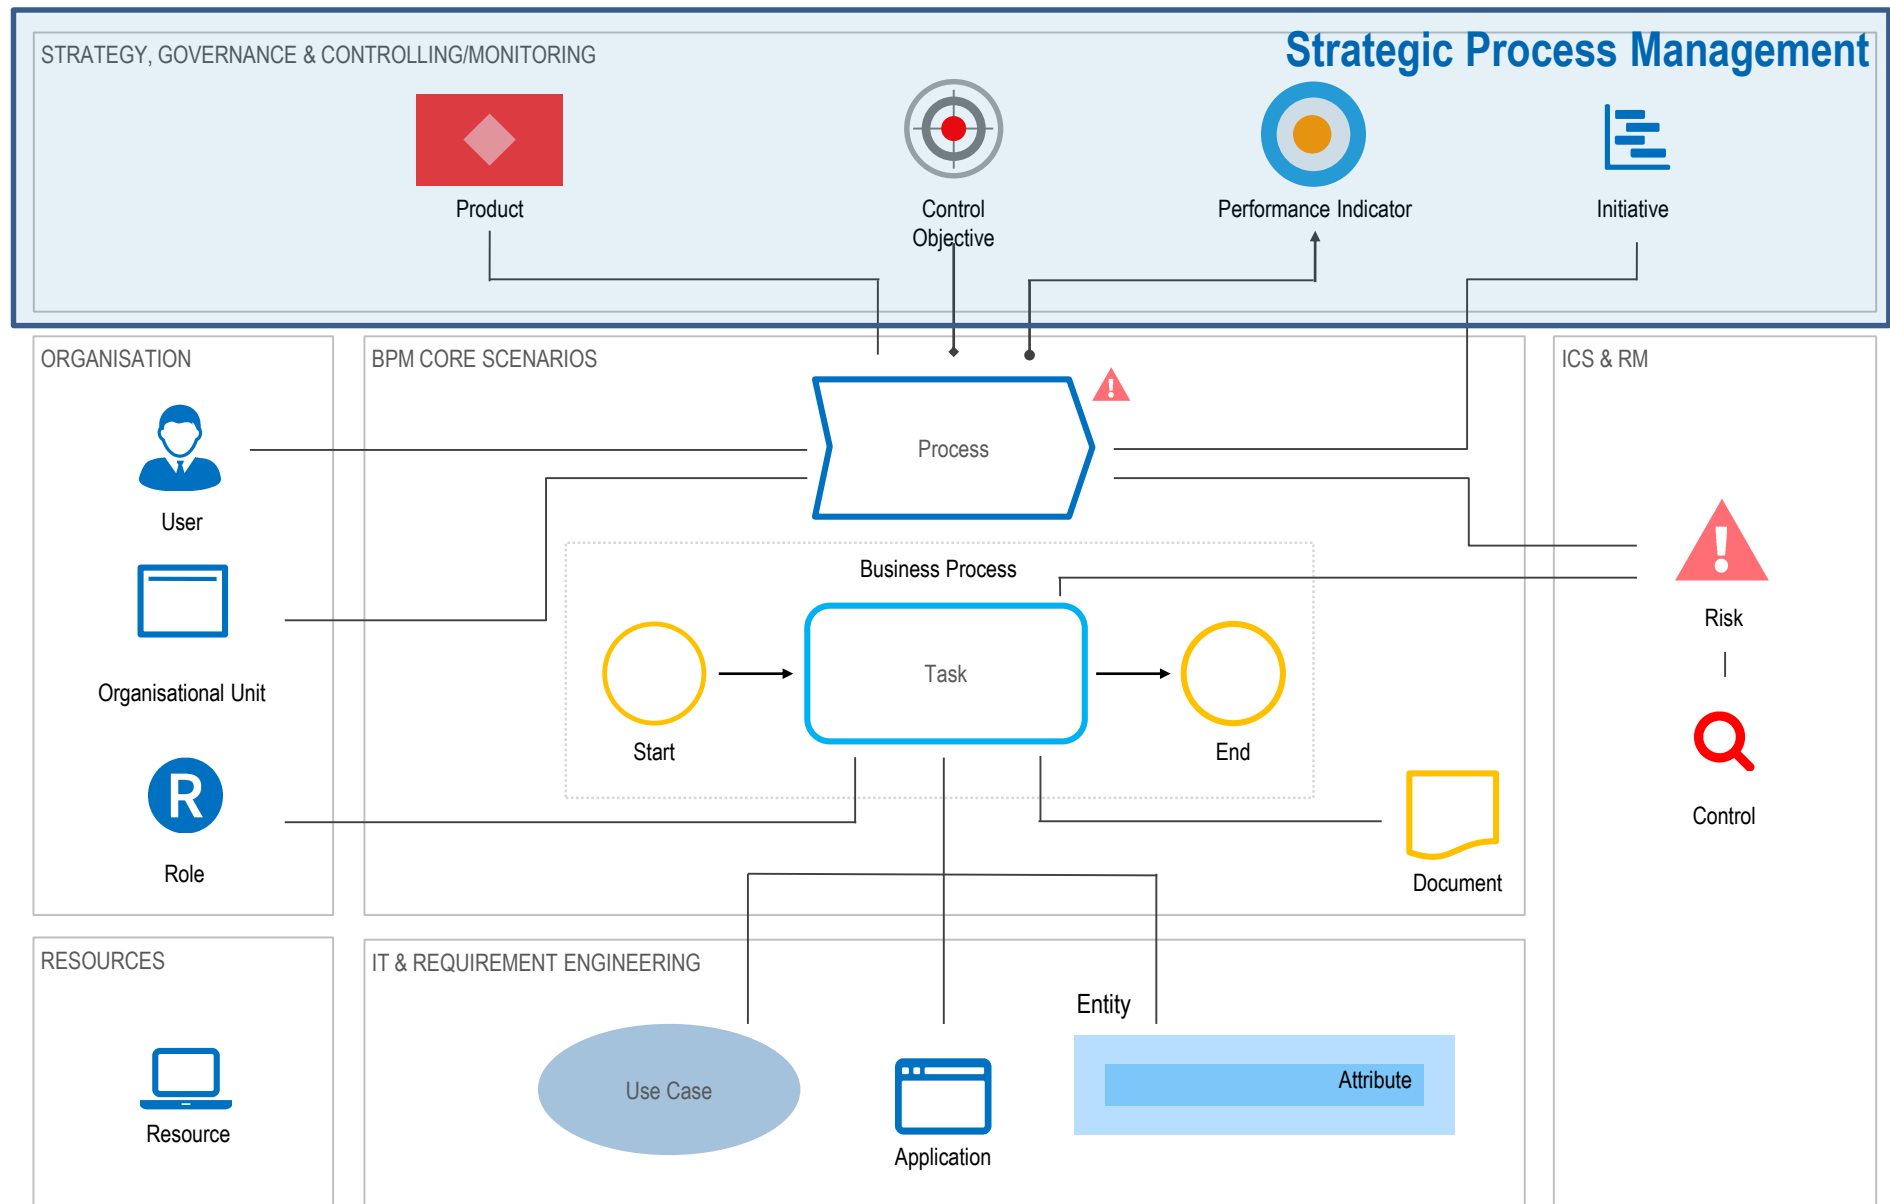 Strategic Process Management
STRATEGY, GOVERNANCE & CONTROLLING/MONITORING
Product
Control
Objective
Performance Indicator
Initiative
ORGANISATION
User
Organisational Unit
R
Role
BPM CORE SCENARIOS
Process
Business Process
Start
Task
End
Document
ICS & RM
Risk
Control
RESOURCES
Resource
IT & REQUIREMENT ENGINEERING
Use Case
Application
Entity
Attribute